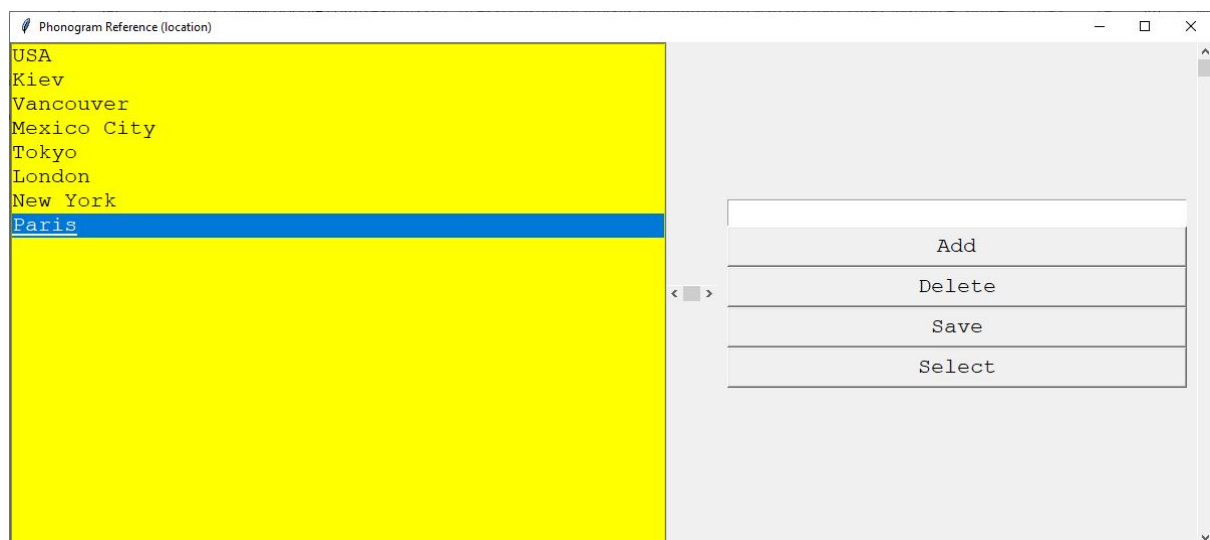 Phonogram Reference (location)
USA
Kiev
Vancouver
Mexico City
Tokyo
London
New York
Paris
Add
Delete
Save
Select